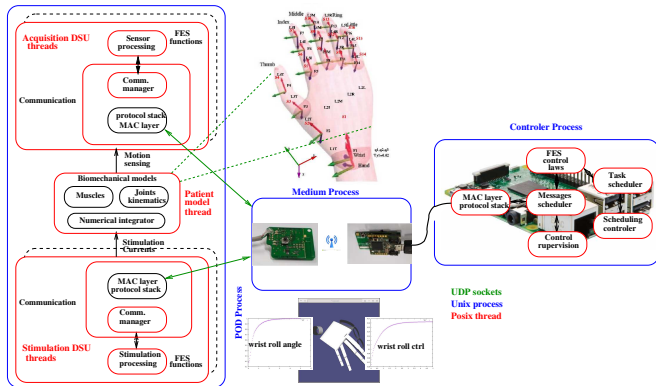 Acquisition DSU
threads
Sensor
processing
FES
functions
Comm.
manager
Communication
protocol stack
MAC layer
Motion
sensing
Biomechanical models
Muscles
Joints
kinematics
Numerical integrator
Patient
model
thread
Stimulation
Currents
MAC layer
protocol stack
Communication
Comm.
manager
Stimulation DSU
threads
Stimulation
processing
FES
functions
Middle
Ring
Index
Thumb
Wrist
Hand
Medium Process
POD Process
wrist roll angle
wrist roll ctrl
Controler Process
FES
control
laws
Task
scheduler
MAC layer
protocol stack
Messages
scheduler
Scheduling
controler
Control
rupervision
UDP sockets
Unix process
Posix thread